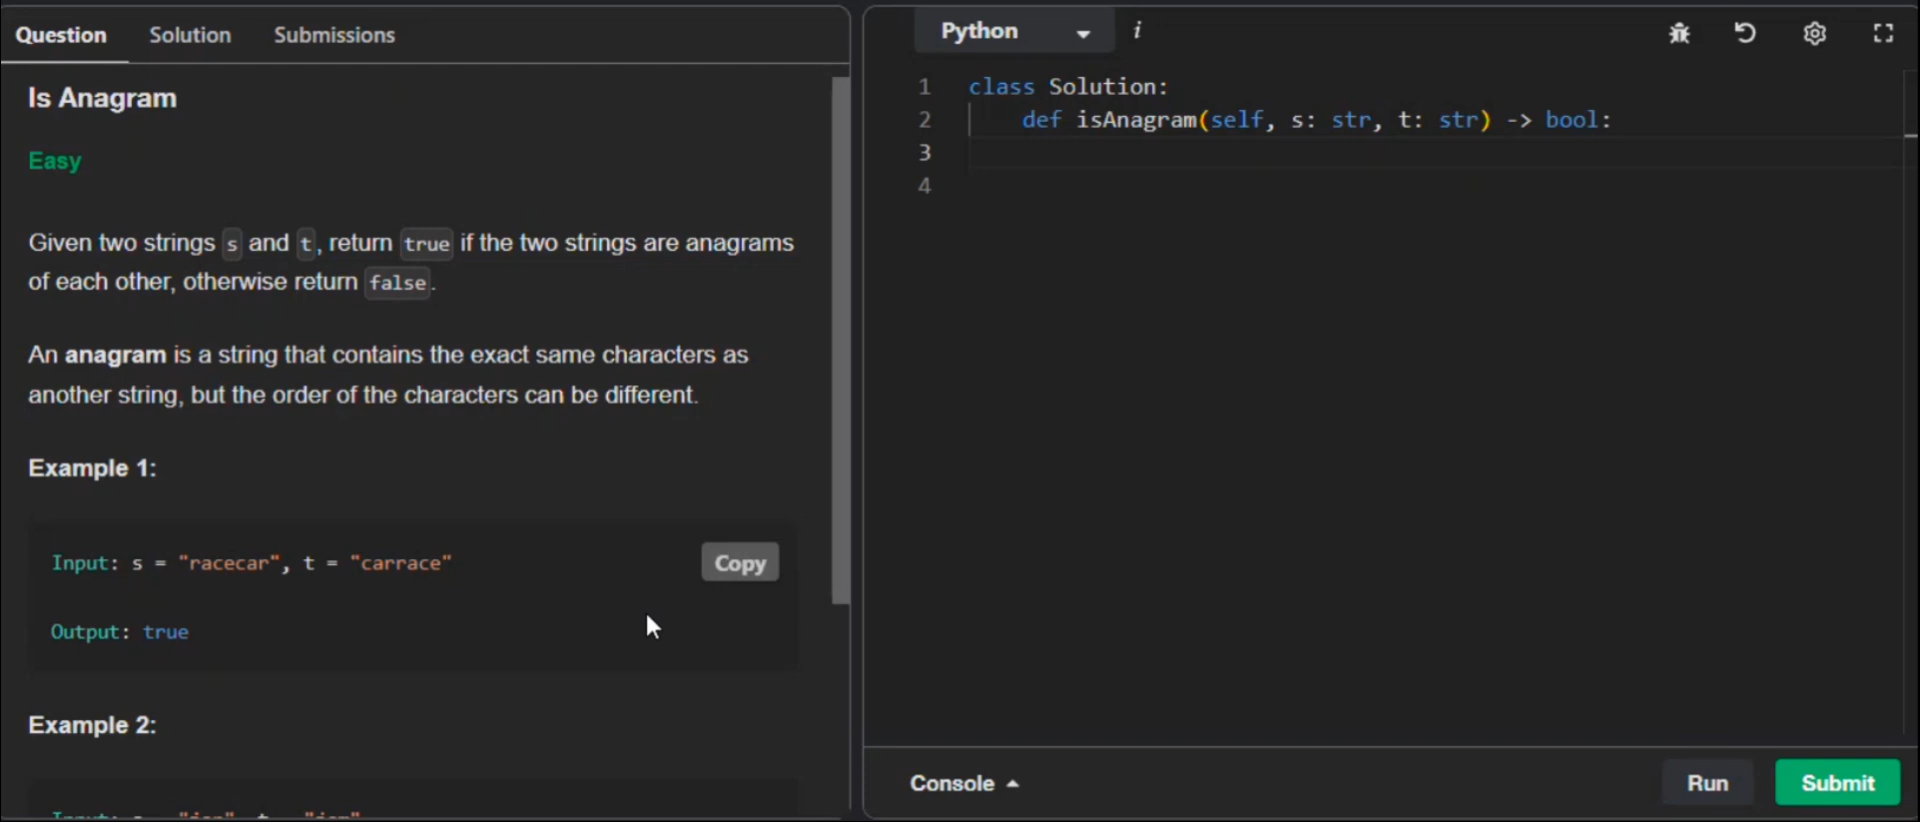 Question Solution Submissions
Is Anagram
Easy
Given two strings s and t, return true if the two strings are anagrams
of each other, otherwise return false.
An anagram is a string that contains the exact same characters as
another string, but the order of the characters can be different.
Example 1:
Input: s = "racecar", t = "carrace"
Copy
Output: true
Example 2:
Python i
1 class Solution:
2 def isAnagram(self, s: str, t: str) -> bool:
3
4
Console
Run
Submit